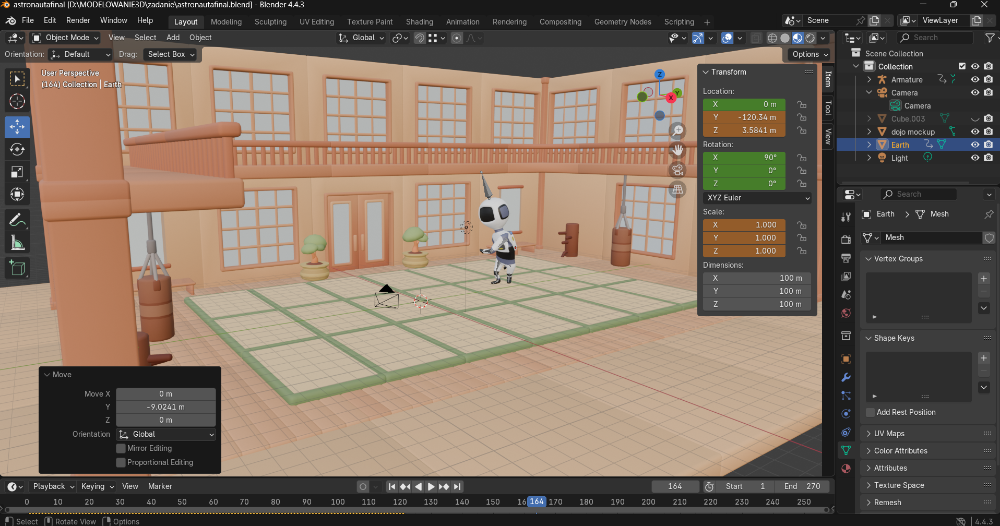 astronautafinal [D:\MODELOWANIE3D\zadanie\astronautafinal.blend] - Blender 4.4.3
File Edit Render Window Help Layout Modeling Sculpting UV Editing Texture Paint Shading Animation Rendering Compositing Geometry Nodes Scripting + Scene ViewLayer
Object Mode View Select Add Object Global Search
Orientation: Default Drag: Select Box Options
User Perspective
(164) Collection | Earth
Z
Y
X
Transform
Location:
X 0 m
Y -120.34 m
Z 3.5841 m
Rotation:
X 90°
Y 0°
Z 0°
XYZ Euler
Scale:
X 1.000
Y 1.000
Z 1.000
Dimensions:
X 100 m
Y 100 m
Z 100 m
Item
Tool
View
Scene Collection
Collection
Armature
Camera
Camera
Cube.003
dojo mockup
Earth
Light
Search
Earth Mesh
Mesh
Vertex Groups
Shape Keys
Add Rest Position
UV Maps
Color Attributes
Attributes
Texture Space
Remesh
Move
Move X 0 m
Y -9.0241 m
Z 0 m
Orientation Global
Mirror Editing
Proportional Editing
Playback Keying View Marker 164 Start 1 End 270
0 10 20 30 40 50 60 70 80 90 100 110 120 130 140 150 16 164 170 180 190 200 210 220 230 240 250
Select Rotate View Options 4.4.3